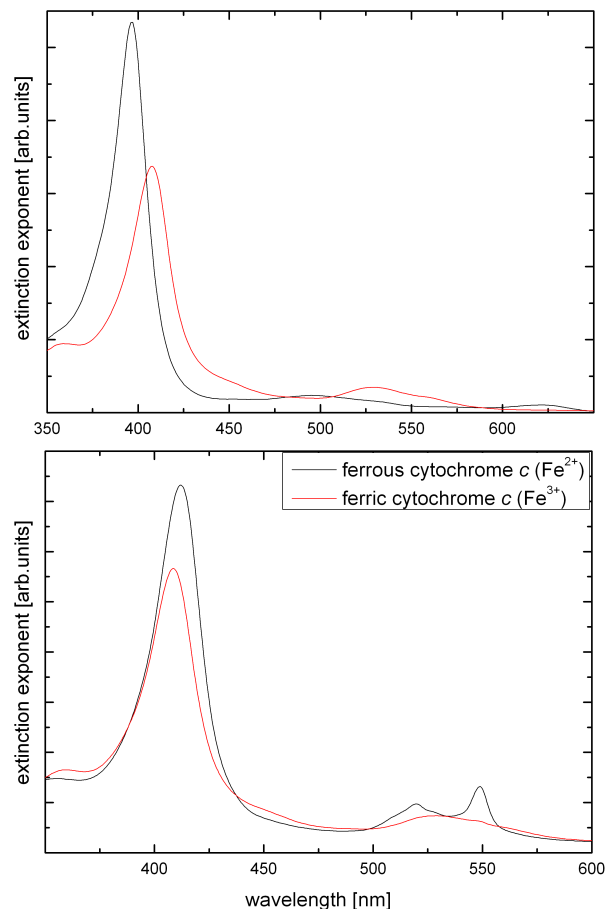 extinction exponent [arb.units]
350 400 450 500 550 600
ferrous cytochrome c (Fe²⁺)
ferric cytochrome c (Fe³⁺)
extinction exponent [arb.units]
400 450 500 550 600
wavelength [nm]